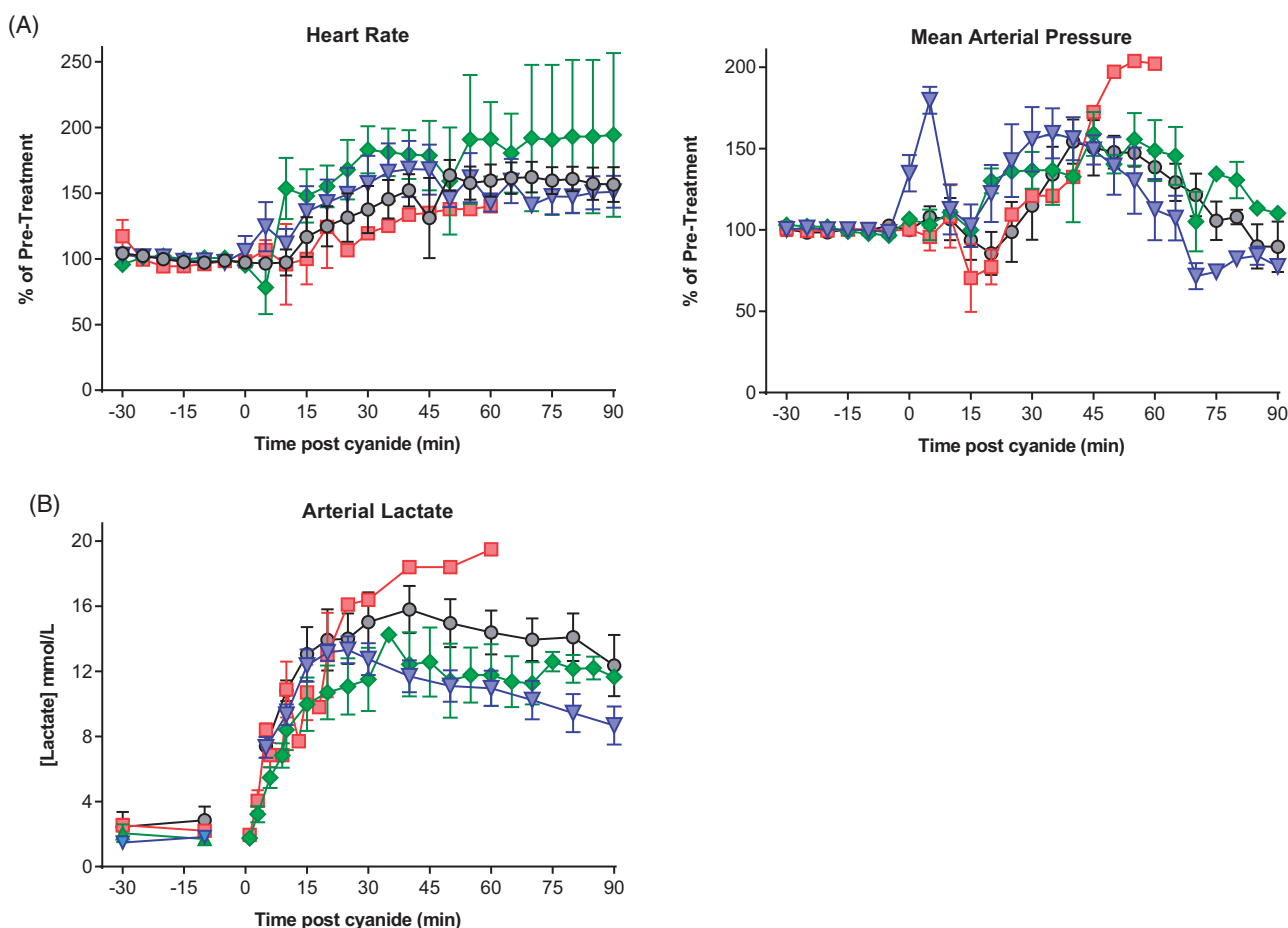 (A)
Heart Rate
% of Pre-Treatment
250
200
150
100
50
0
-30 -15 0 15 30 45 60 75 90
Time post cyanide (min)
Mean Arterial Pressure
% of Pre-Treatment
200
150
100
50
0
-30 -15 0 15 30 45 60 75 90
Time post cyanide (min)
(B)
Arterial Lactate
[Lactate] mmol/L
20
16
12
8
4
0
-30 -15 0 15 30 45 60 75 90
Time post cyanide (min)